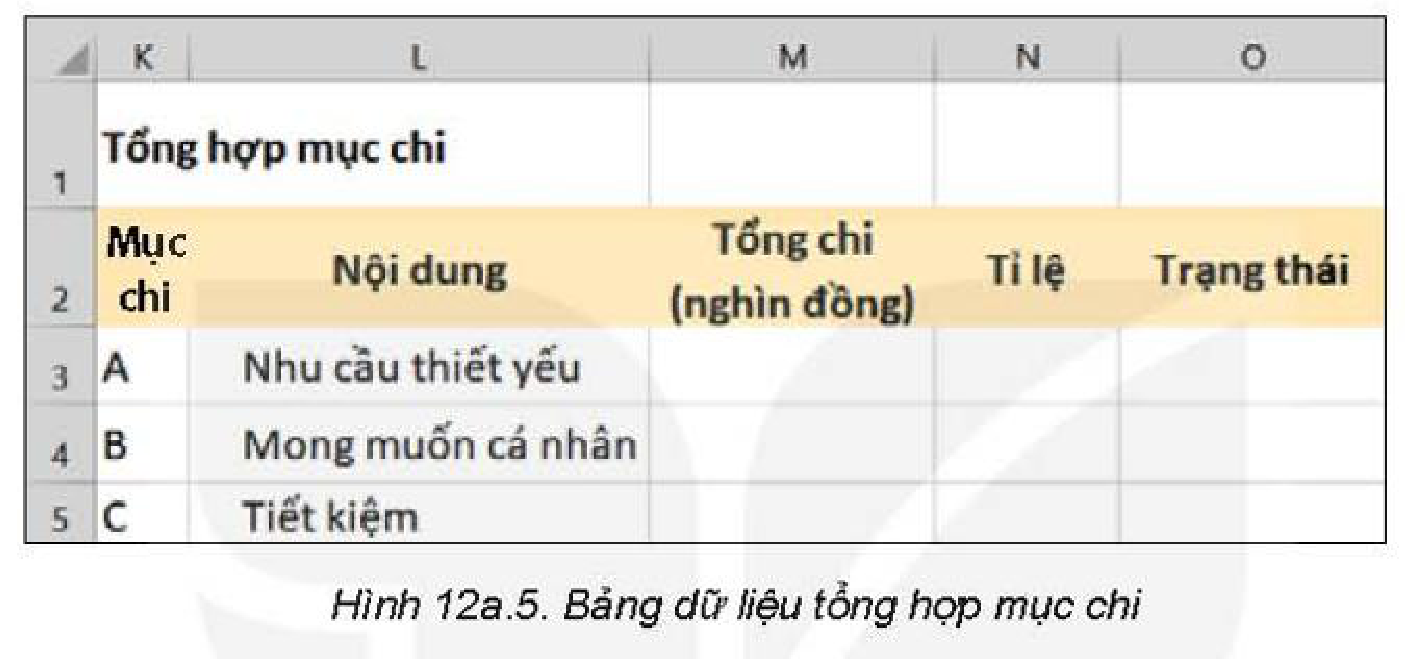 K L M N O
1 Tổng hợp mục chi
2 Mục chi Nội dung Tổng chi (nghìn đồng) Tỉ lệ Trạng thái
3 A Nhu cầu thiết yếu
4 B Mong muốn cá nhân
5 C Tiết kiệm
Hình 12a.5. Bảng dữ liệu tổng hợp mục chi